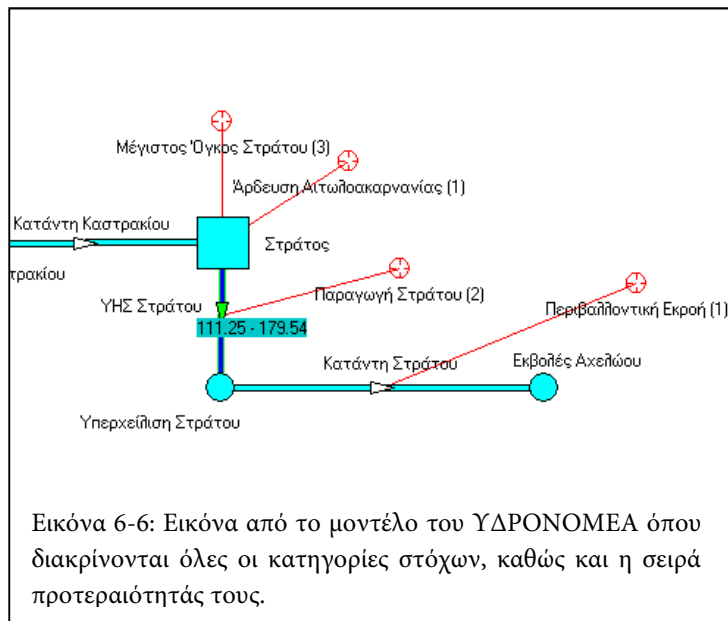 Μέγιστος Όγκος Στράτου (3)
Άρδευση Αιτωλοακαρνανίας (1)
Κατάντη Καστρακίου
Στράτος
τρακίου
Παραγωγή Στράτου (2)
ΥΗΣ Στράτου
Περιβαλλοντική Εκροή (1)
111.25 - 179.54
Κατάντη Στράτου
Εκβολές Αχελώου
Υπερχείλιση Στράτου
Εικόνα 6-6: Εικόνα από το μοντέλο του ΥΔΡΟΝΟΜΕΑ όπου
διακρίνονται όλες οι κατηγορίες στόχων, καθώς και η σειρά
προτεραιότητάς τους.